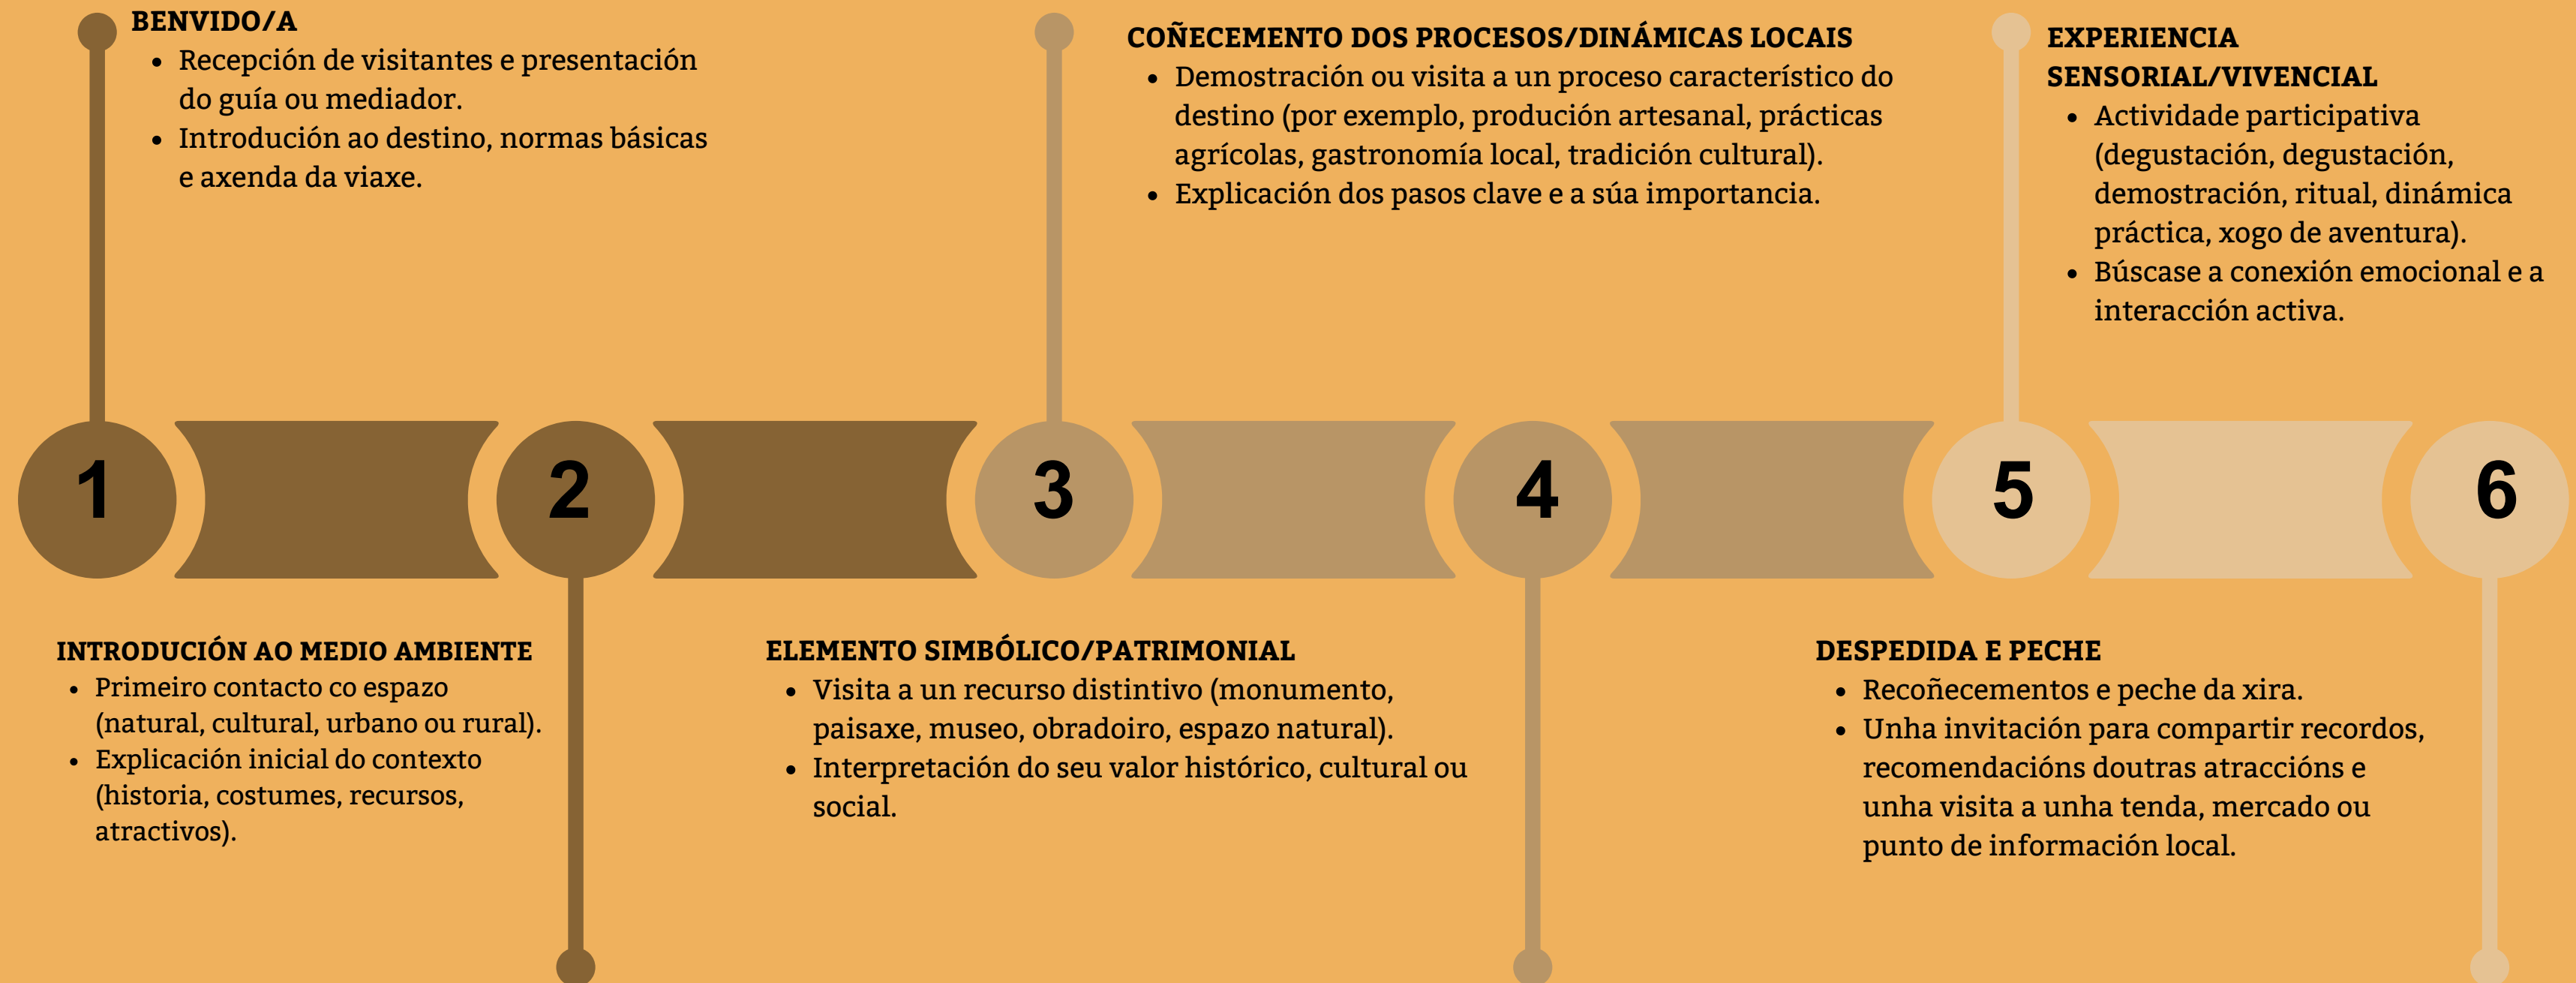 BENVIDO/A
• Recepción de visitantes e presentación
do guía ou mediador.
• Introdución ao destino, normas básicas
e axenda da viaxe.
COÑECEMENTO DOS PROCESOS/DINÁMICAS LOCAIS
• Demostración ou visita a un proceso característico do
destino (por exemplo, produción artesanal, prácticas
agrícolas, gastronomía local, tradición cultural).
• Explicación dos pasos clave e a súa importancia.
EXPERIENCIA
SENSORIAL/VIVENCIAL
• Actividade participativa
(degustación, degustación,
demostración, ritual, dinámica
práctica, xogo de aventura).
• Búscase a conexión emocional e a
interacción activa.
1
2
3
4
5
6
INTRODUCIÓN AO MEDIO AMBIENTE
• Primeiro contacto co espazo
(natural, cultural, urbano ou rural).
• Explicación inicial do contexto
(historia, costumes, recursos,
atractivos).
ELEMENTO SIMBÓLICO/PATRIMONIAL
• Visita a un recurso distintivo (monumento,
paisaxe, museo, obradoiro, espazo natural).
• Interpretación do seu valor histórico, cultural ou
social.
DESPEDIDA E PECHE
• Recoñecementos e peche da xira.
• Unha invitación para compartir recordos,
recomendacións doutras atraccións e
unha visita a unha tenda, mercado ou
punto de información local.